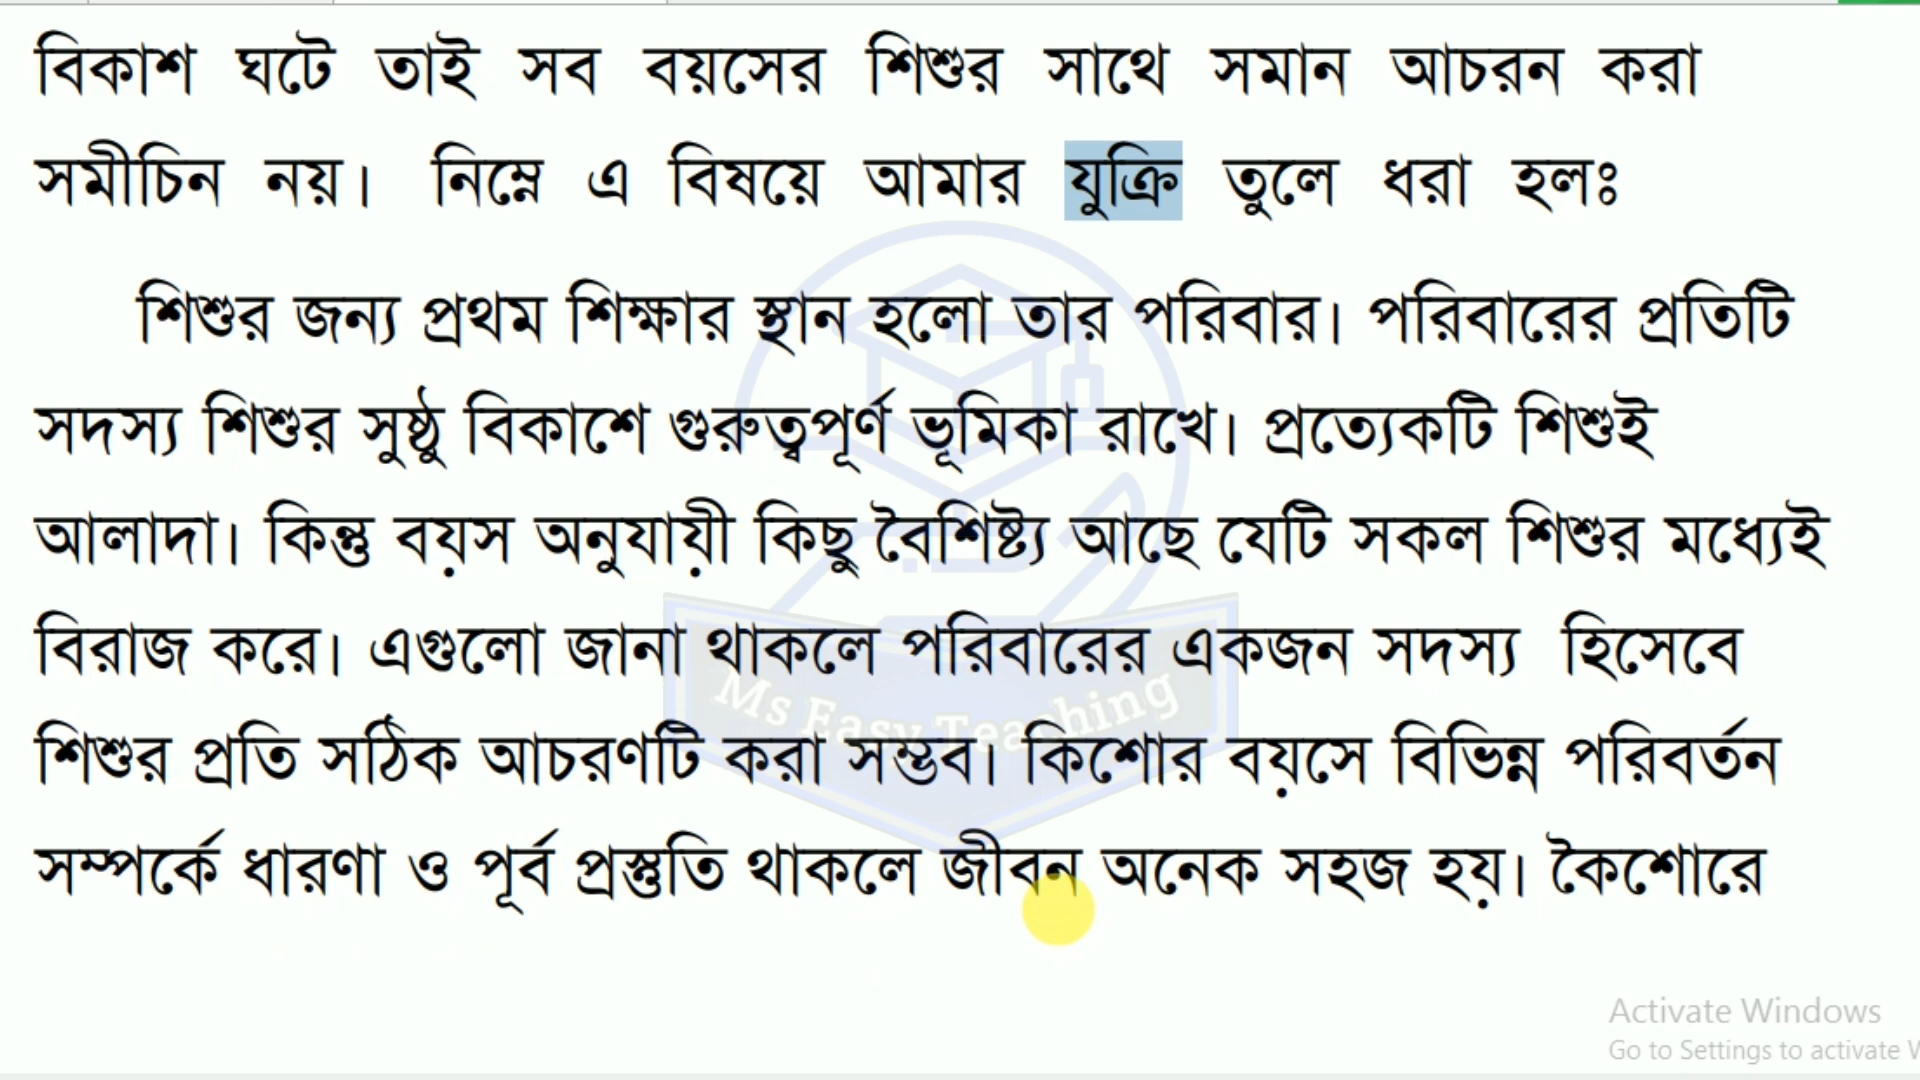 বিকাশ ঘটে তাই সব বয়সের শিশুর সাথে সমান আচরন করা
সমীচিন নয়। নিম্নে এ বিষয়ে আমার যুক্রি তুলে ধরা হলঃ
শিশুর জন্য প্রথম শিক্ষার স্থান হলো তার পরিবার। পরিবারের প্রতিটি
সদস্য শিশুর সুষ্ঠু বিকাশে গুরুত্বপূর্ণ ভূমিকা রাখে। প্রত্যেকটি শিশুই
আলাদা। কিন্তু বয়স অনুযায়ী কিছু বৈশিষ্ট্য আছে যেটি সকল শিশুর মধ্যেই
বিরাজ করে। এগুলো জানা থাকলে পরিবারের একজন সদস্য হিসেবে
শিশুর প্রতি সঠিক আচরণটি করা সম্ভব। কিশোর বয়সে বিভিন্ন পরিবর্তন
সম্পর্কে ধারণা ও পূর্ব প্রস্তুতি থাকলে জীবন অনেক সহজ হয়। কৈশোরে
Ms Easy Teaching
Activate Windows
Go to Settings to activate W